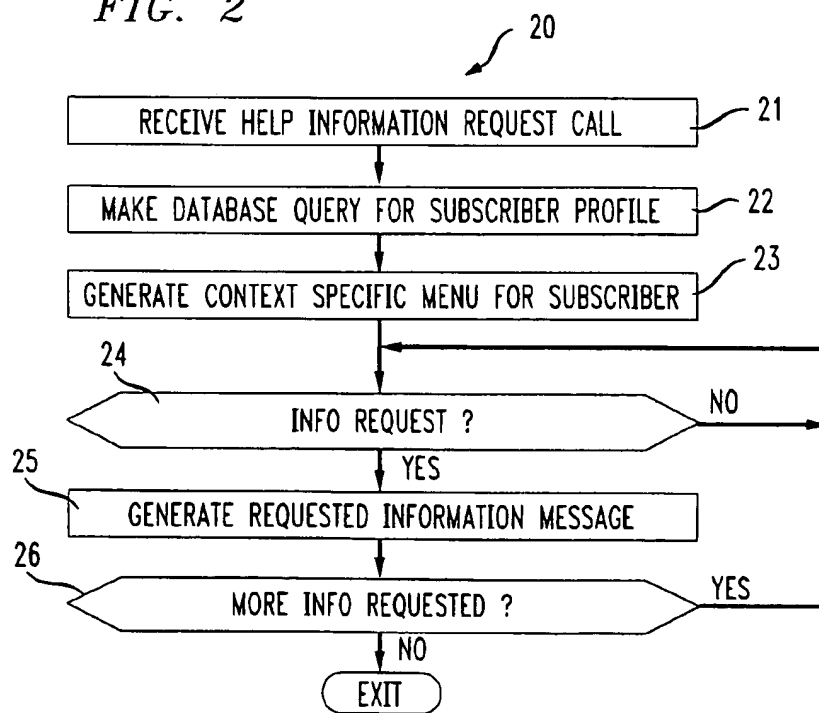 FIG. 2
20
RECEIVE HELP INFORMATION REQUEST CALL
21
MAKE DATABASE QUERY FOR SUBSCRIBER PROFILE
22
23
GENERATE CONTEXT SPECIFIC MENU FOR SUBSCRIBER
24
INFO REQUEST ?
NO
YES
25
GENERATE REQUESTED INFORMATION MESSAGE
26
MORE INFO REQUESTED ?
YES
NO
EXIT